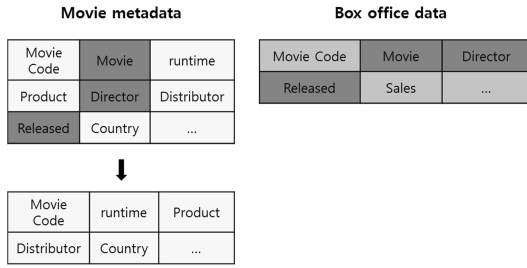 Movie metadata
Movie Code
Movie
runtime
Product
Director
Distributor
Released
Country
...
Movie Code
runtime
Product
Distributor
Country
...
Box office data
Movie Code
Movie
Director
Released
Sales
...